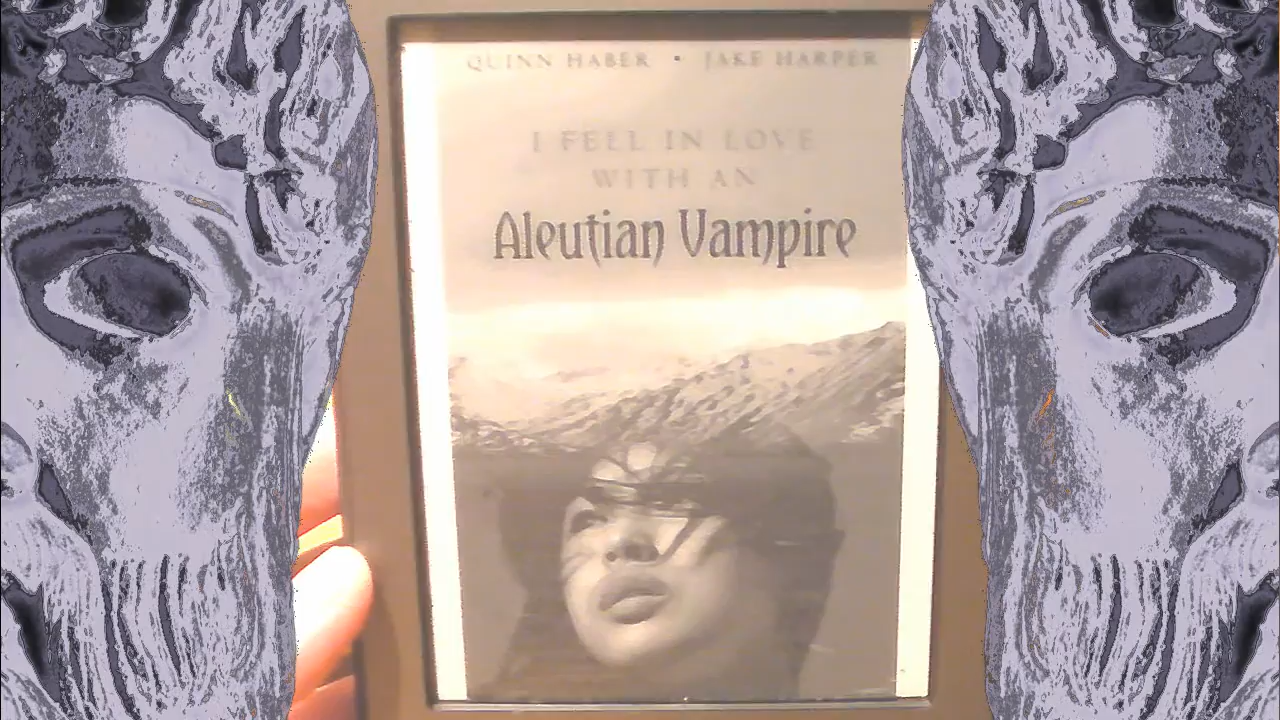 QUINN HABER • JAKE HARPER
I FELL IN LOVE
WITH AN
Aleutian Vampire